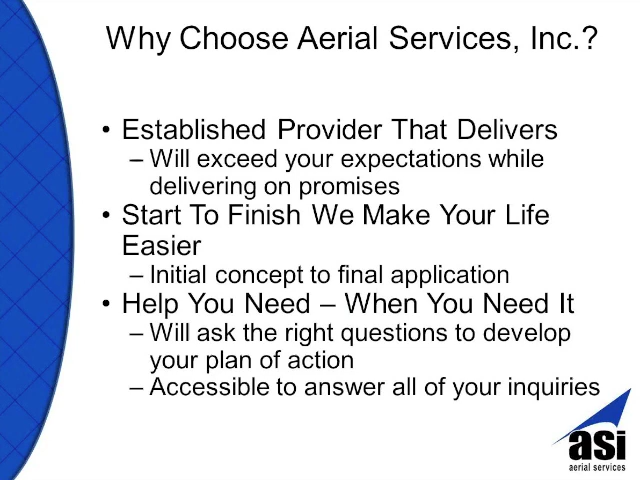 Why Choose Aerial Services, Inc.?
• Established Provider That Delivers
– Will exceed your expectations while
delivering on promises
• Start To Finish We Make Your Life
Easier
– Initial concept to final application
• Help You Need – When You Need It
– Will ask the right questions to develop
your plan of action
– Accessible to answer all of your inquiries
asi
aerial services